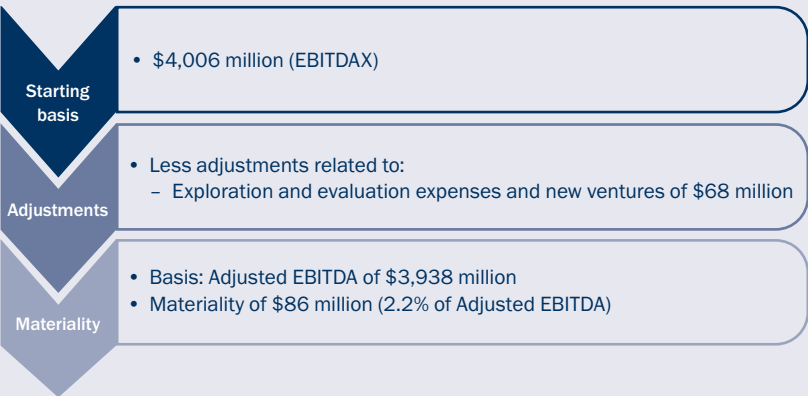 Starting
basis
• $4,006 million (EBITDAX)
Adjustments
• Less adjustments related to:
– Exploration and evaluation expenses and new ventures of $68 million
Materiality
• Basis: Adjusted EBITDA of $3,938 million
• Materiality of $86 million (2.2% of Adjusted EBITDA)